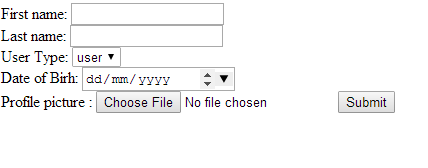 First name:
Last name:
User Type: user
Date of Birh: dd/mm/yyyy
Profile picture : Choose File No file chosen Submit